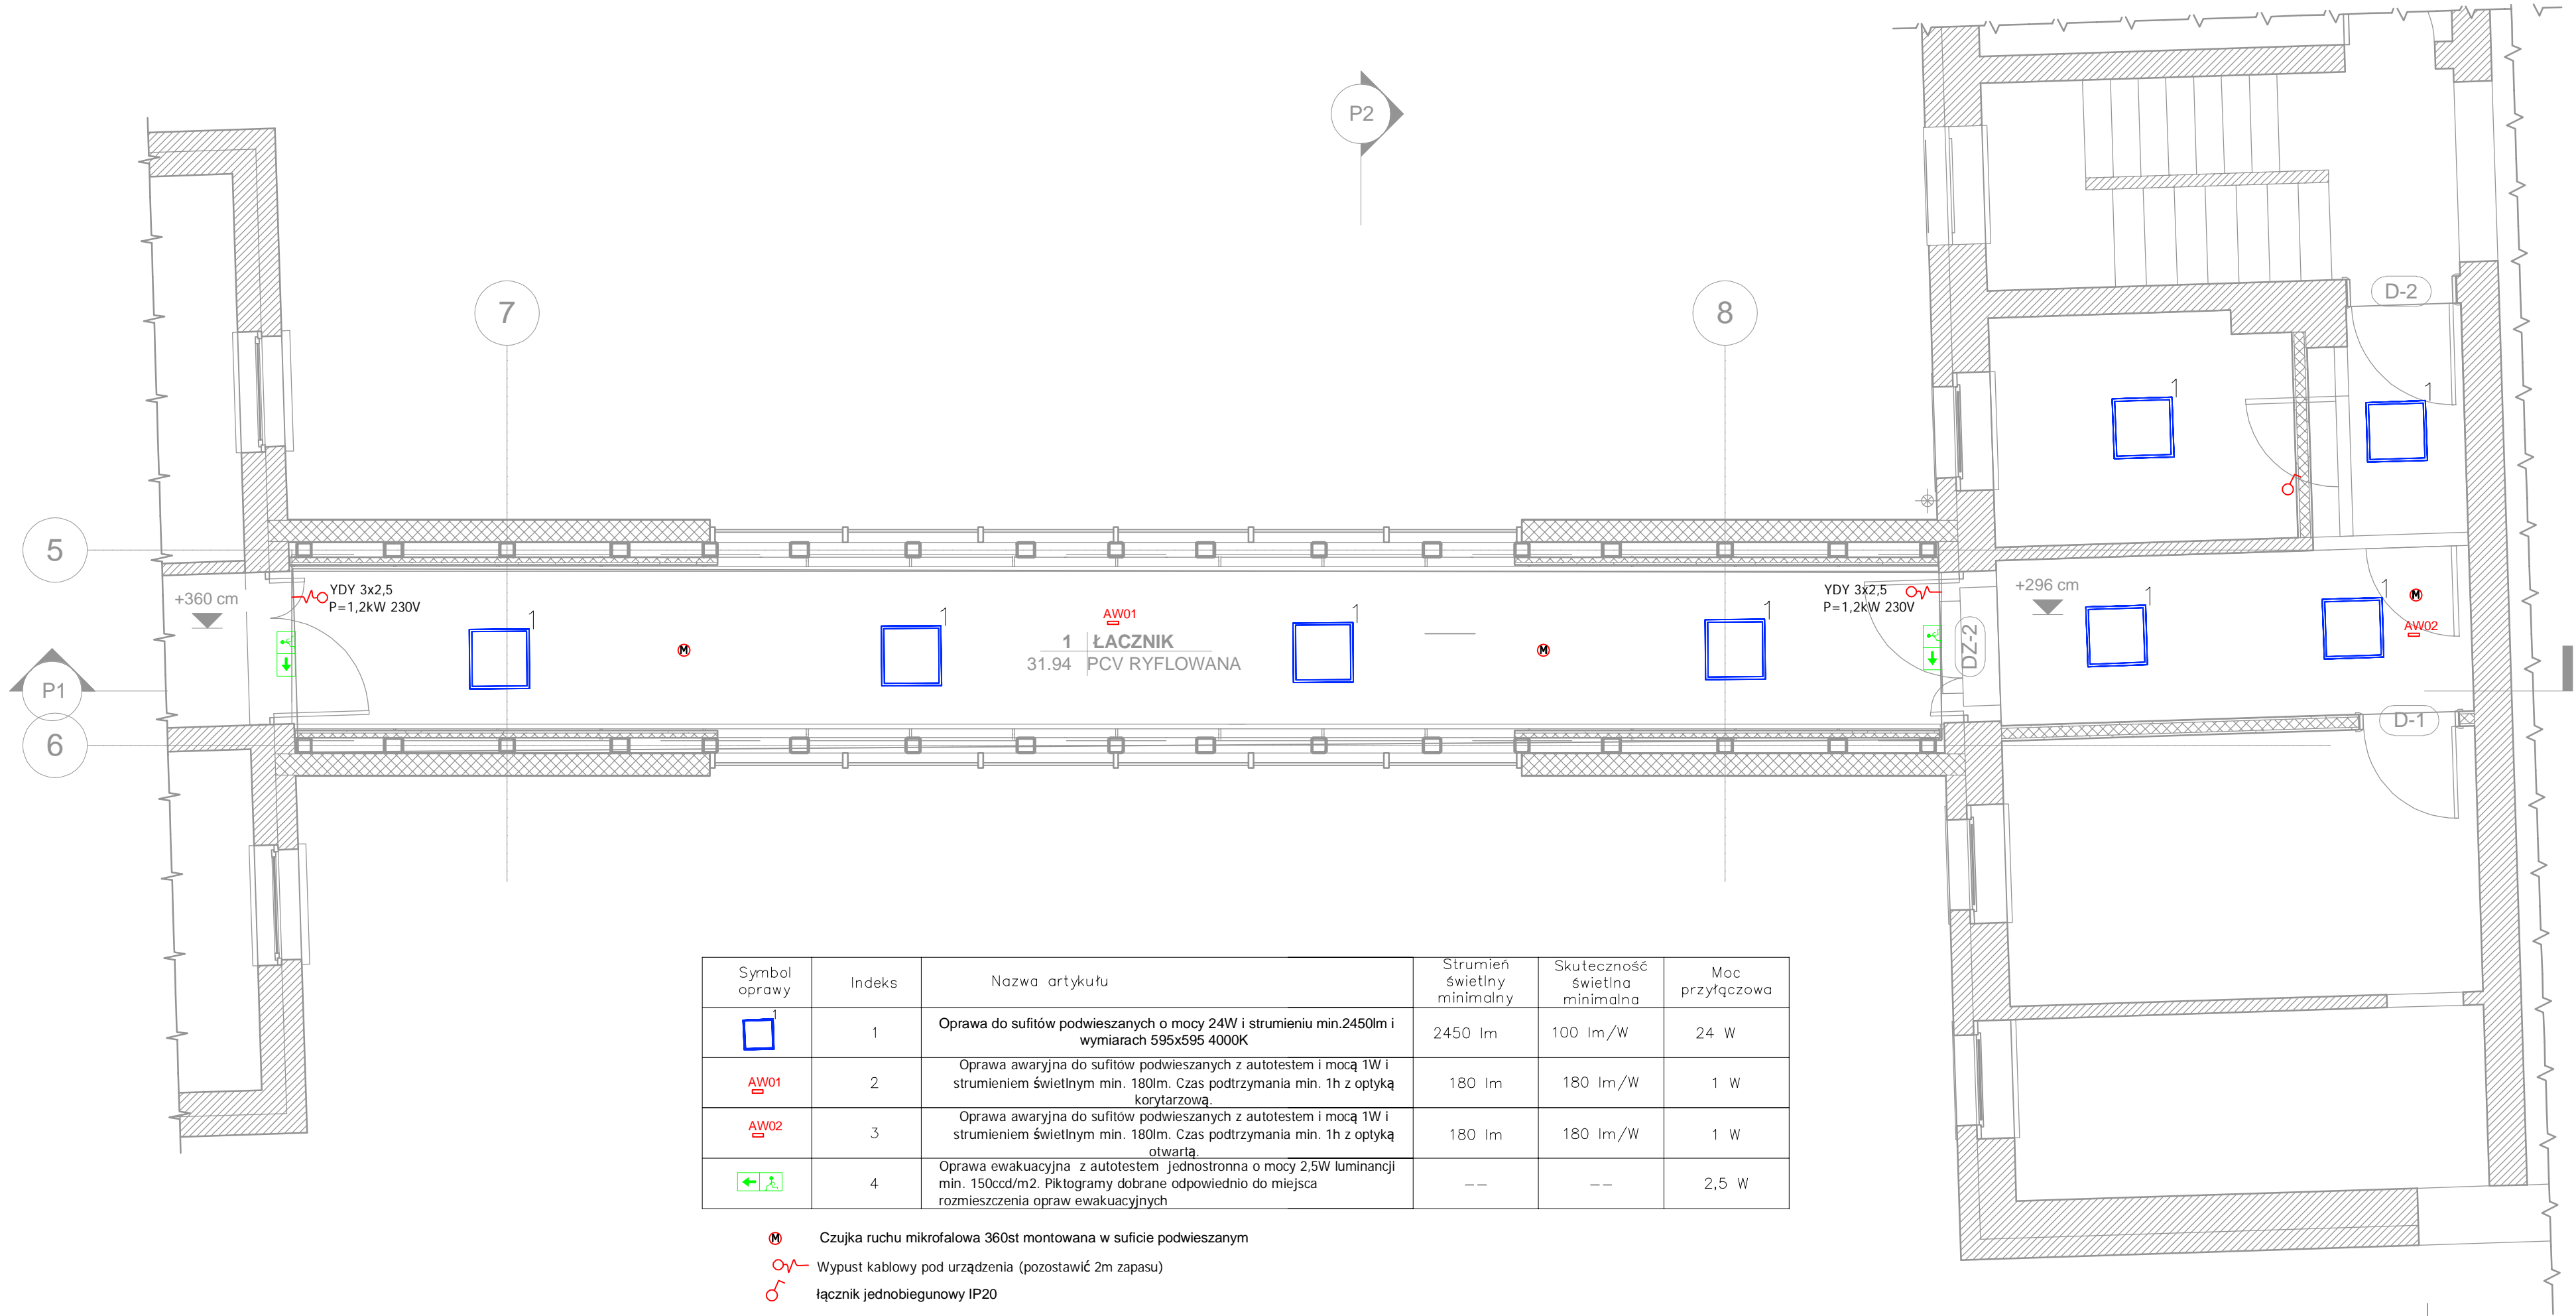 P2
7
8
D-2
1
1
5
YDY 3x2,5
P=1,2kW 230V
+360 cm
1
1
AW01
1 ŁACZNIK
31.94 PCV RYFLOWANA
1
1
YDY 3x2,5
P=1,2kW 230V
+296 cm
1
1
M
M
M
AW02
DZ-2
P1
6
D-1
Symbol oprawy
Indeks
Nazwa artykułu
Strumień świetlny minimalny
Skuteczność świetlna minimalna
Moc przyłączowa
1
1
Oprawa do sufitów podwieszanych o mocy 24W i strumieniu min.2450lm i
wymiarach 595x595 4000K
2450 lm
100 lm/W
24 W
AW01
2
Oprawa awaryjna do sufitów podwieszanych z autotestem i mocą 1W i
strumieniem świetlnym min. 180lm. Czas podtrzymania min. 1h z optyką
korytarzową.
180 lm
180 lm/W
1 W
AW02
3
Oprawa awaryjna do sufitów podwieszanych z autotestem i mocą 1W i
strumieniem świetlnym min. 180lm. Czas podtrzymania min. 1h z optyką
otwartą.
180 lm
180 lm/W
1 W
4
Oprawa ewakuacyjna z autotestem jednostronna o mocy 2,5W luminancji
min. 150ccd/m2. Piktogramy dobrane odpowiednio do miejsca
rozmieszczenia opraw ewakuacyjnych
--
--
2,5 W
M Czujka ruchu mikrofalowa 360st montowana w suficie podwieszanym
Wypust kablowy pod urządzenia (pozostawić 2m zapasu)
łącznik jednobiegunowy IP20